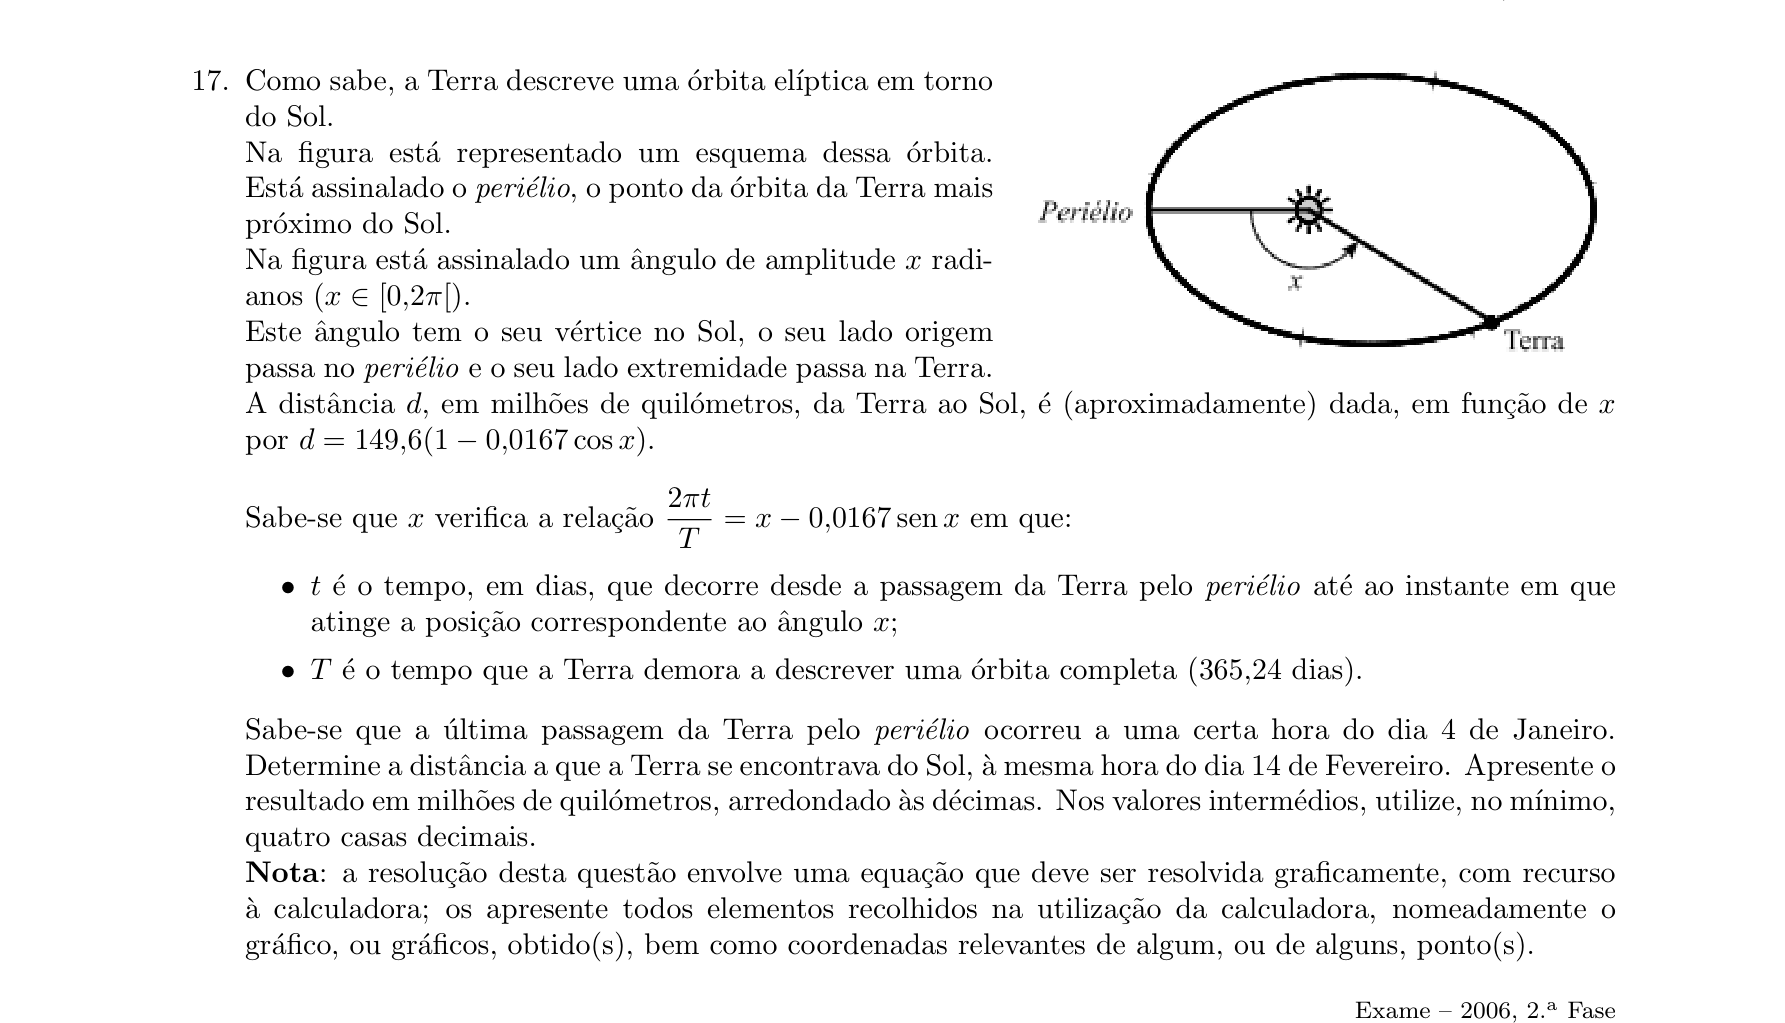 17. Como sabe, a Terra descreve uma órbita elíptica em torno
do Sol.
Na figura está representado um esquema dessa órbita.
Está assinalado o periélio, o ponto da órbita da Terra mais
próximo do Sol.
Na figura está assinalado um ângulo de amplitude x radi-
anos (x ∈ [0,2π[).
Este ângulo tem o seu vértice no Sol, o seu lado origem
passa no periélio e o seu lado extremidade passa na Terra.
Periélio
x
Terra
A distância d, em milhões de quilómetros, da Terra ao Sol, é (aproximadamente) dada, em função de x
por d = 149,6(1 − 0,0167 cos x).
Sabe-se que x verifica a relação 2πt/T = x − 0,0167 sen x em que:
• t é o tempo, em dias, que decorre desde a passagem da Terra pelo periélio até ao instante em que
atinge a posição correspondente ao ângulo x;
• T é o tempo que a Terra demora a descrever uma órbita completa (365,24 dias).
Sabe-se que a última passagem da Terra pelo periélio ocorreu a uma certa hora do dia 4 de Janeiro.
Determine a distância a que a Terra se encontrava do Sol, à mesma hora do dia 14 de Fevereiro. Apresente o
resultado em milhões de quilómetros, arredondado às décimas. Nos valores intermédios, utilize, no mínimo,
quatro casas decimais.
Nota: a resolução desta questão envolve uma equação que deve ser resolvida graficamente, com recurso
à calculadora; os apresente todos elementos recolhidos na utilização da calculadora, nomeadamente o
gráfico, ou gráficos, obtido(s), bem como coordenadas relevantes de algum, ou de alguns, ponto(s).
Exame – 2006, 2.ª Fase